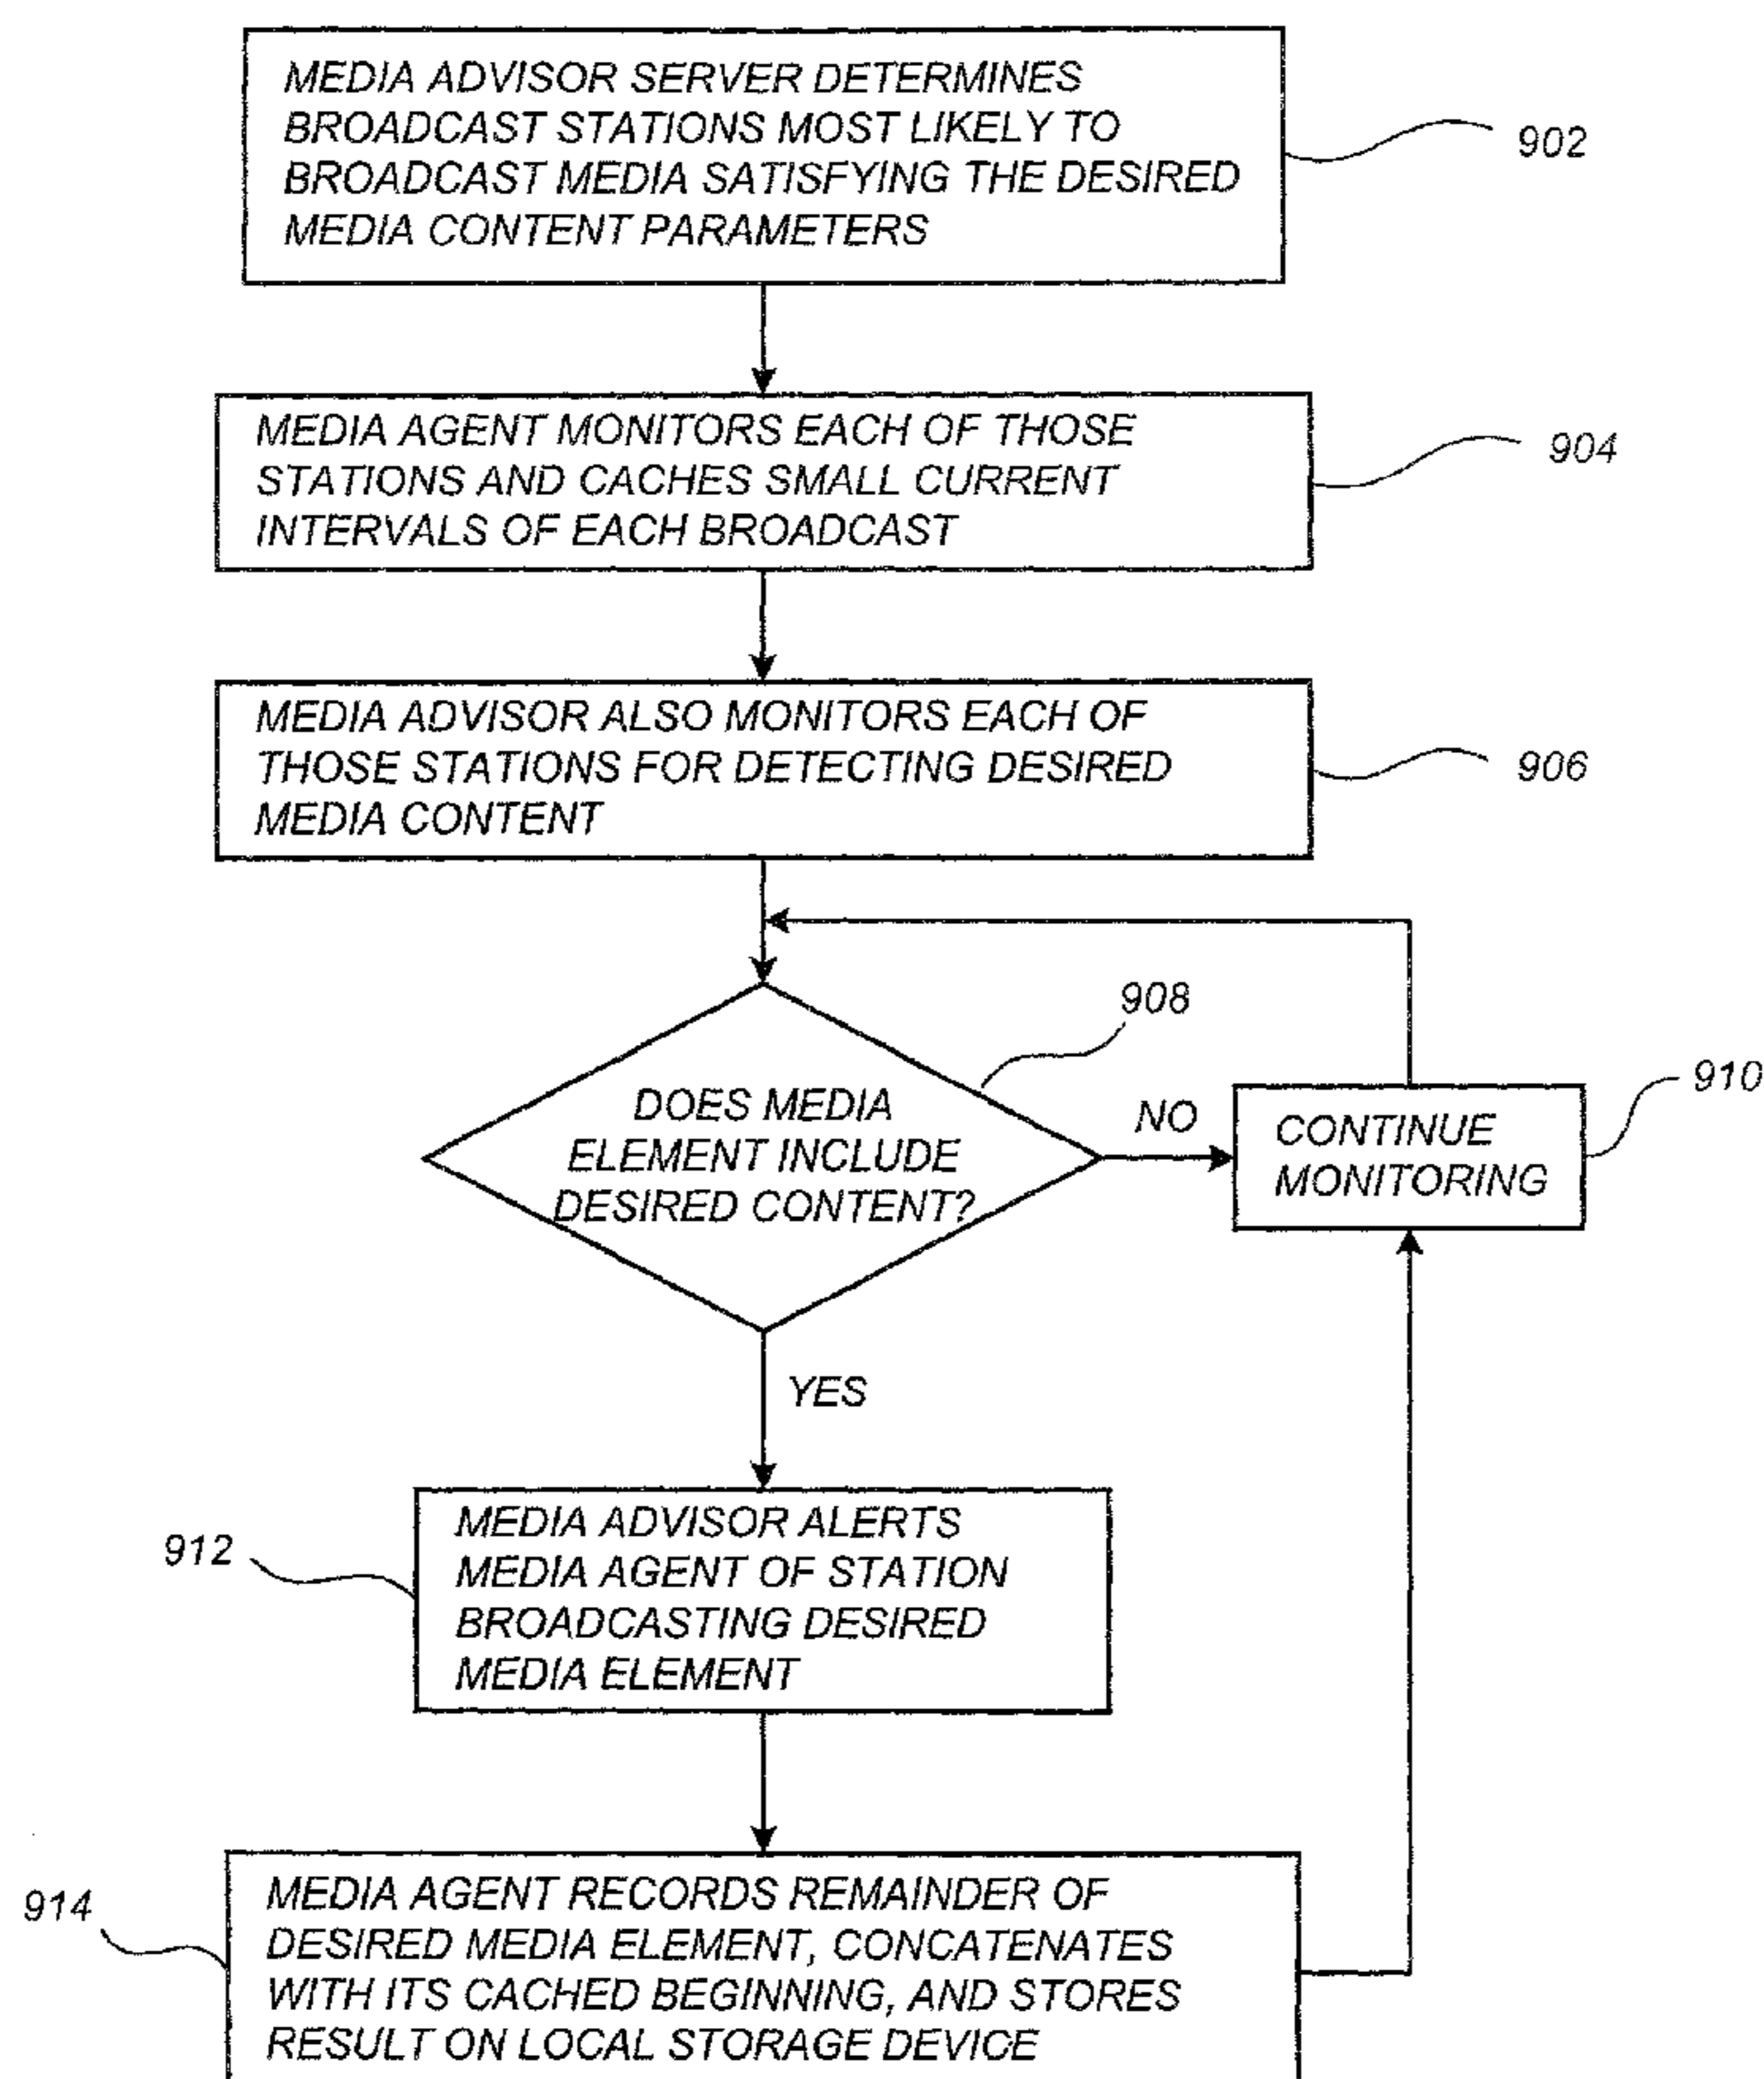 MEDIA ADVISOR SERVER DETERMINES
BROADCAST STATIONS MOST LIKELY TO
BROADCAST MEDIA SATISFYING THE DESIRED
MEDIA CONTENT PARAMETERS
902
MEDIA AGENT MONITORS EACH OF THOSE
STATIONS AND CACHES SMALL CURRENT
INTERVALS OF EACH BROADCAST
904
MEDIA ADVISOR ALSO MONITORS EACH OF
THOSE STATIONS FOR DETECTING DESIRED
MEDIA CONTENT
906
908
DOES MEDIA
ELEMENT INCLUDE
DESIRED CONTENT?
NO
CONTINUE
MONITORING
910
YES
912
MEDIA ADVISOR ALERTS
MEDIA AGENT OF STATION
BROADCASTING DESIRED
MEDIA ELEMENT
914
MEDIA AGENT RECORDS REMAINDER OF
DESIRED MEDIA ELEMENT, CONCATENATES
WITH ITS CACHED BEGINNING, AND STORES
RESULT ON LOCAL STORAGE DEVICE